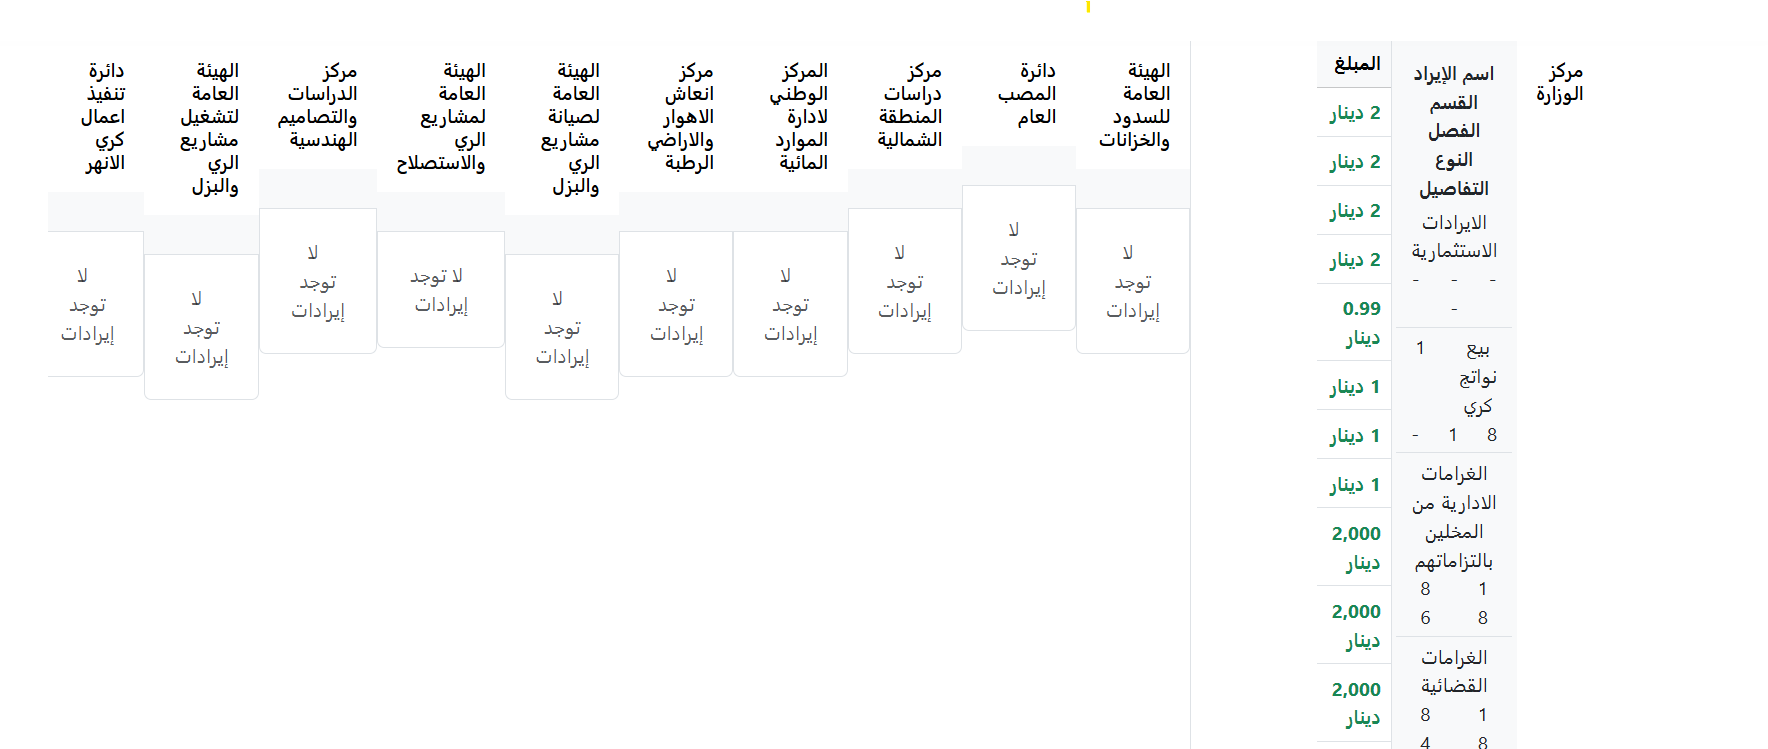 مركز
الوزارة
اسم الإيراد
القسم
الفصل
النوع
التفاصيل
الايرادات
الاستثمارية
- - -
-
بيع
نواتج
كري
1
8 1 -
الغرامات
الادارية من
المخلين
بالتزاماتهم
1 8
8 6
الغرامات
القضائية
1 8
8 4
المبلغ
2 دينار
2 دينار
2 دينار
2 دينار
0.99
دينار
1 دينار
1 دينار
1 دينار
2,000
دينار
2,000
دينار
2,000
دينار
الهيئة
العامة
للسدود
والخزانات
لا
توجد
إيرادات
دائرة
المصب
العام
لا
توجد
إيرادات
مركز
دراسات
المنطقة
الشمالية
لا
توجد
إيرادات
المركز
الوطني
لادارة
الموارد
المائية
لا
توجد
إيرادات
مركز
انعاش
الاهوار
والاراضي
الرطبة
لا
توجد
إيرادات
الهيئة
العامة
لصيانة
مشاريع
الري
والبزل
لا
توجد
إيرادات
الهيئة
العامة
لمشاريع
الري
والاستصلاح
لا توجد
إيرادات
مركز
الدراسات
والتصاميم
الهندسية
لا
توجد
إيرادات
الهيئة
العامة
لتشغيل
مشاريع
الري
والبزل
لا
توجد
إيرادات
دائرة
تنفيذ
اعمال
كري
الانهر
لا
توجد
إيرادات